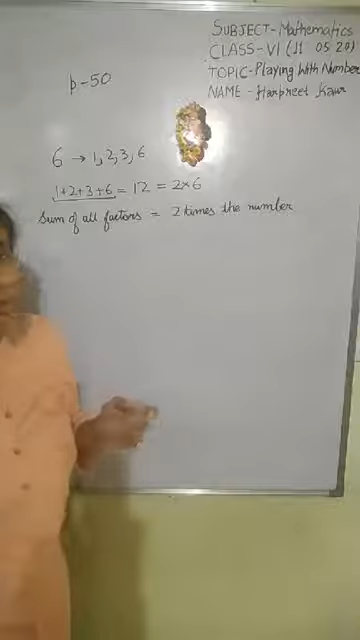 SUBJECT-Mathematics
CLASS-VI (11 05 20)
TOPIC-Playing With Number
NAME - Harpreet Kaur
p-50
6 → 1,2,3,6
1+2+3+6 = 12 = 2×6
Sum of all factors = 2 times the number